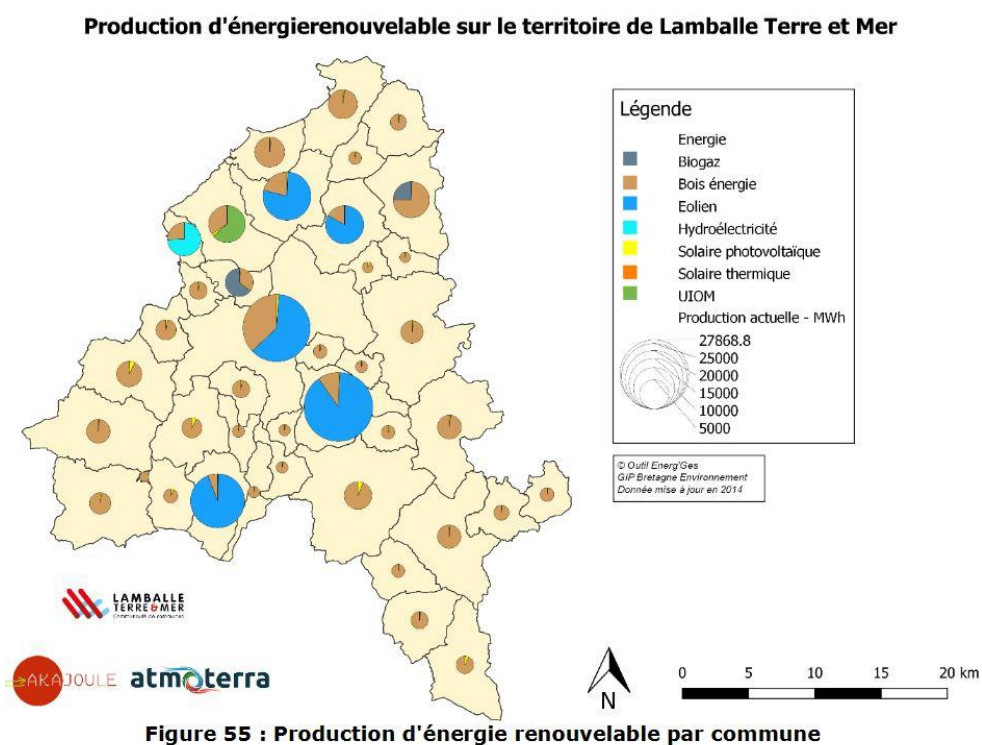 Production d'énergierenouvelable sur le territoire de Lamballe Terre et Mer
Légende
Energie
Biogaz
Bois énergie
Eolien
Hydroélectricité
Solaire photovoltaïque
Solaire thermique
UIOM
Production actuelle - MWh
27868.8
25000
20000
15000
10000
5000
© Outil Energ'Ges
GIP Bretagne Environnement
Donnée mise à jour en 2014
LAMBALLE
TERRE&MER
Communauté de communes
AKAJOULE
atmoterra
N
0 5 10 15 20 km
Figure 55 : Production d'énergie renouvelable par commune